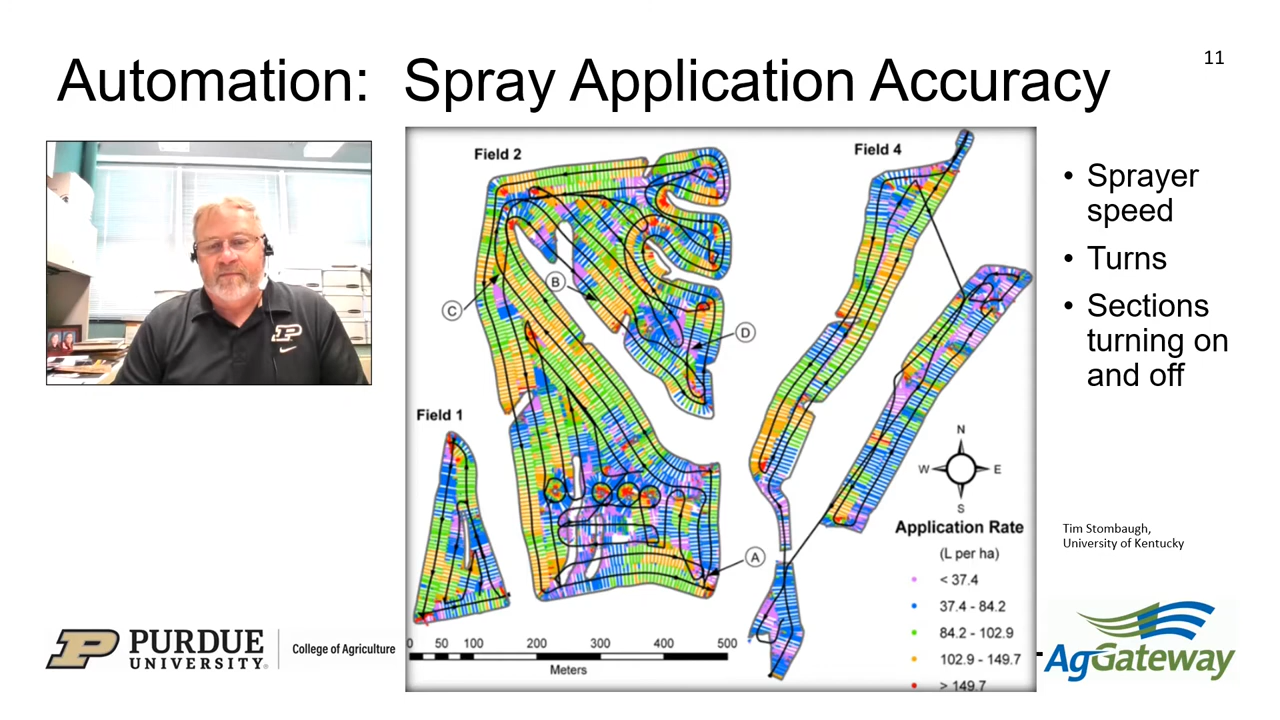 11
Automation: Spray Application Accuracy
Field 2
Field 4
B
C
D
Field 1
A
N
W
E
S
Application Rate
(L per ha)
< 37.4
37.4 - 84.2
84.2 - 102.9
102.9 - 149.7
> 149.7
0 50 100 200 300 400 500
Meters
• Sprayer
speed
• Turns
• Sections
turning on
and off
Tim Stombaugh,
University of Kentucky
P
P PURDUE
UNIVERSITY®
College of Agriculture
AgGateway